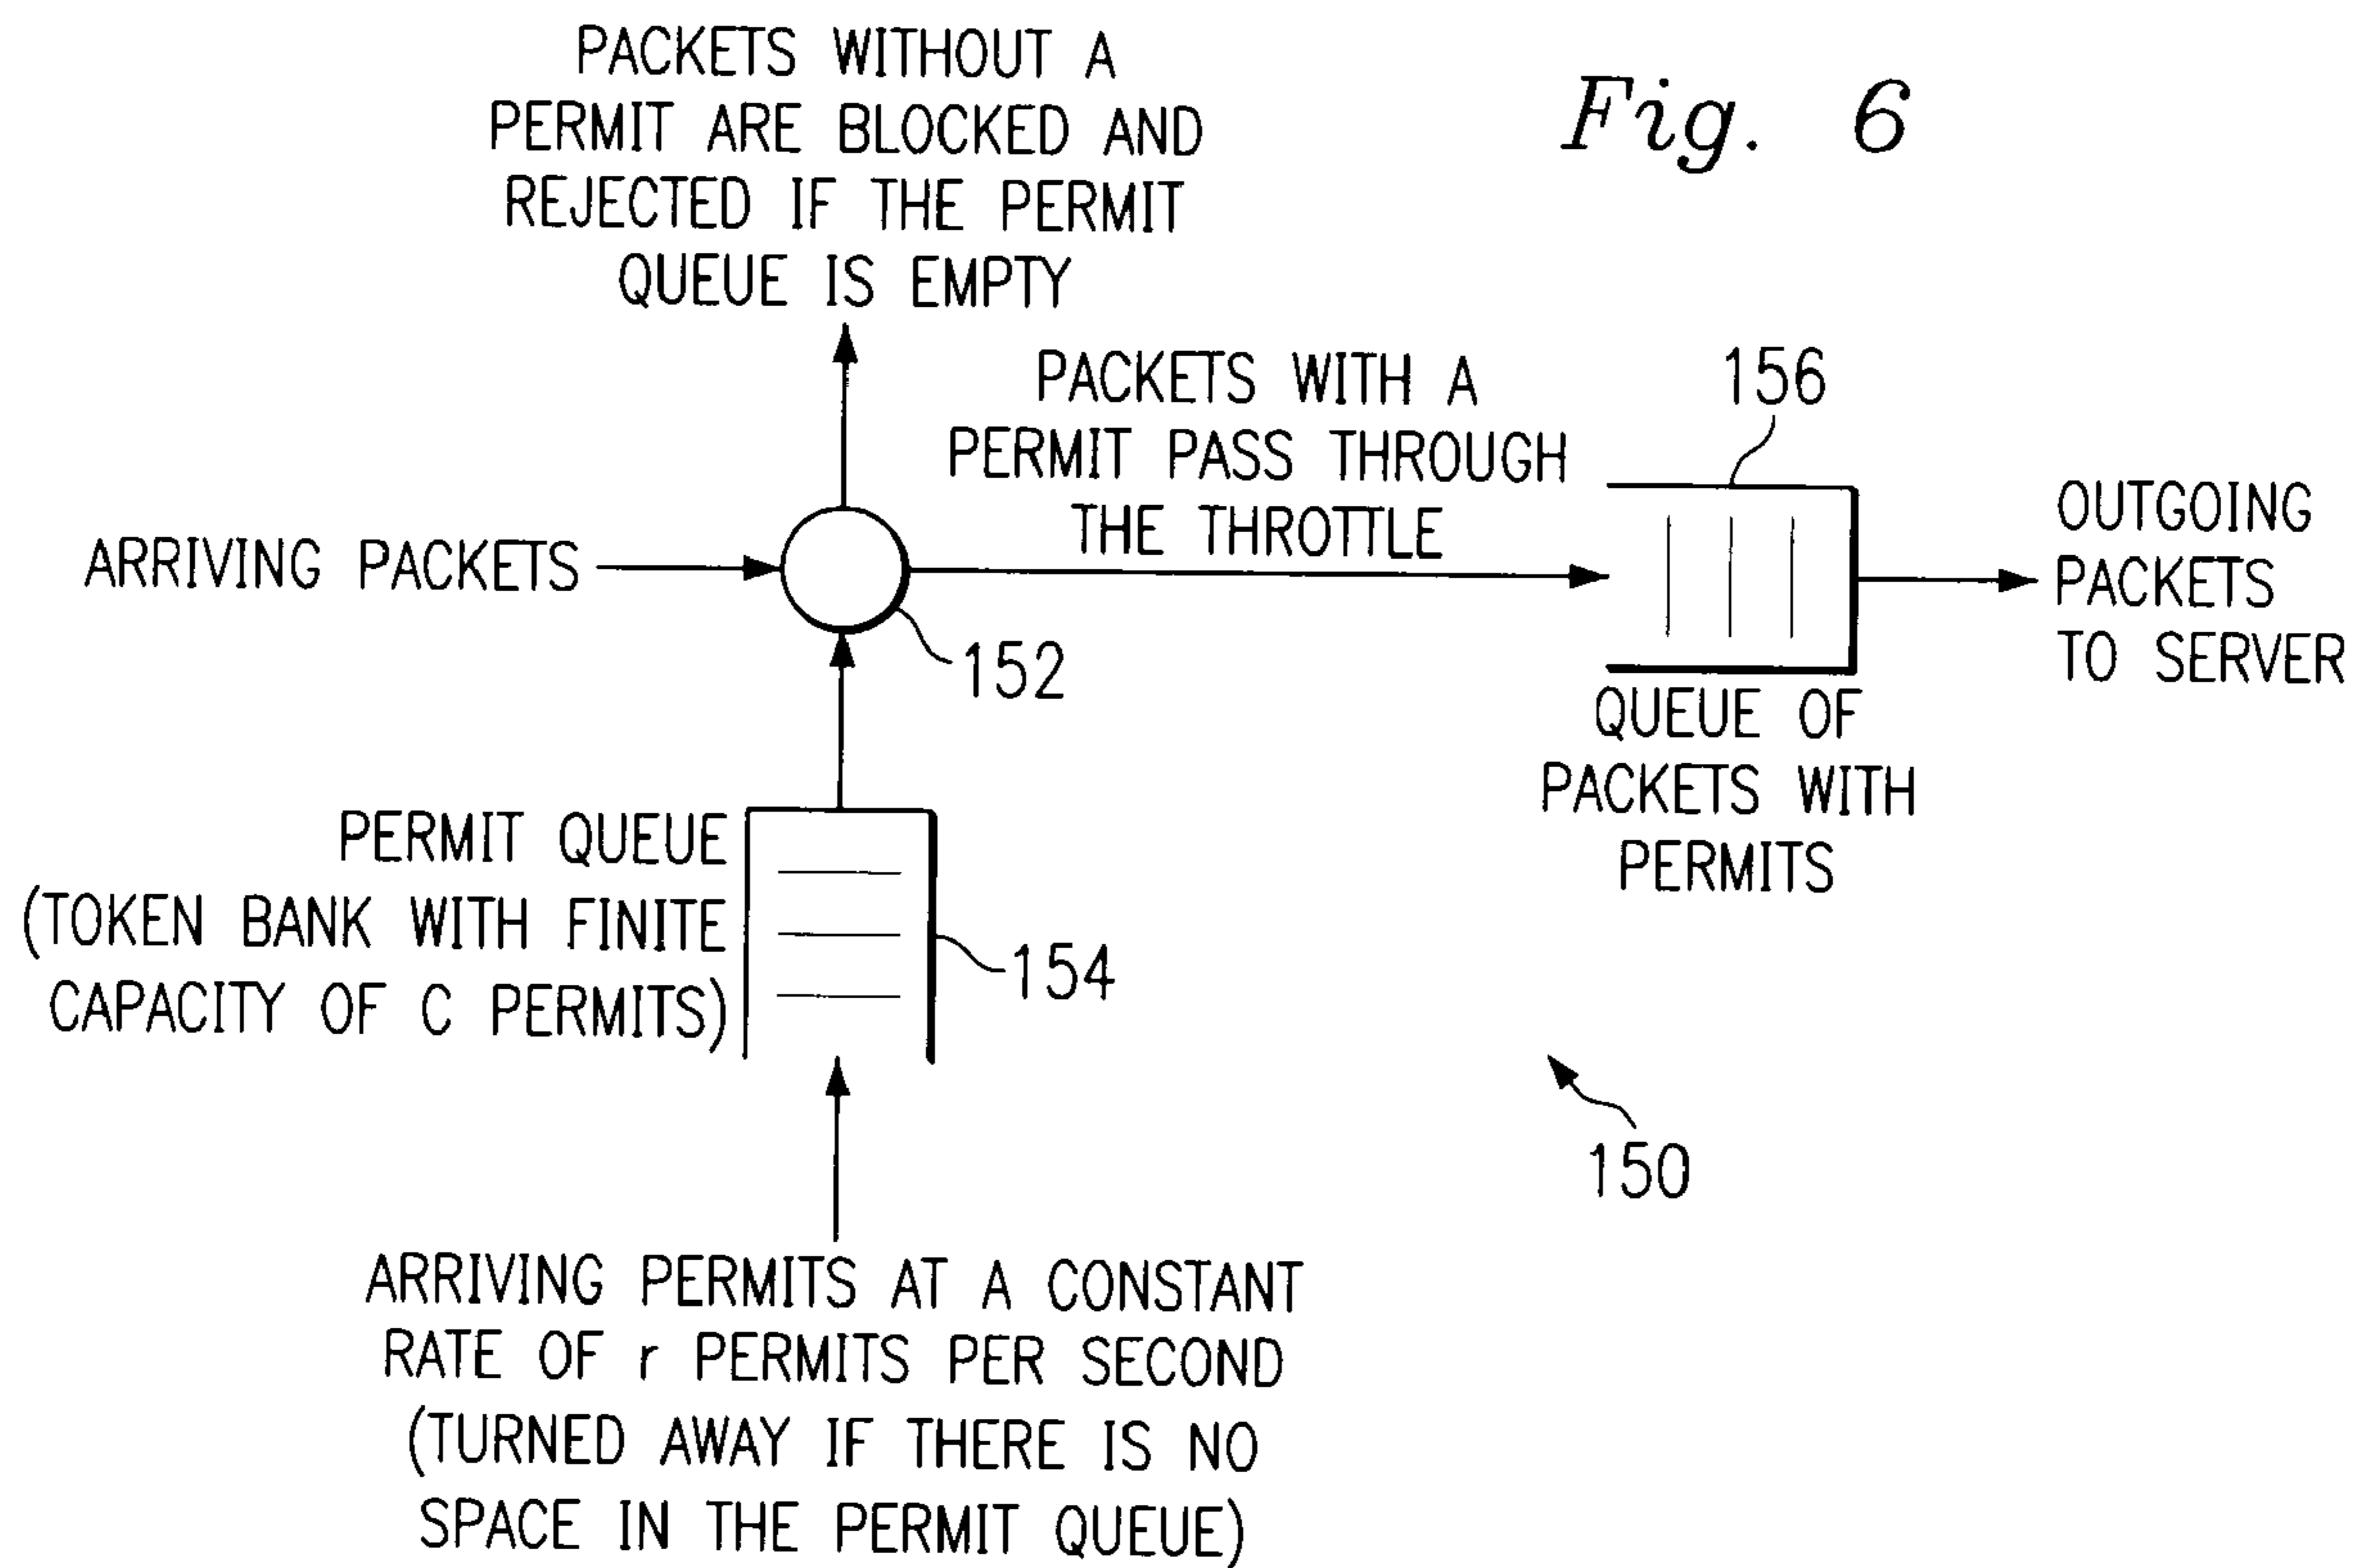 PACKETS WITHOUT A
PERMIT ARE BLOCKED AND
REJECTED IF THE PERMIT
QUEUE IS EMPTY
Fig. 6
PACKETS WITH A
PERMIT PASS THROUGH
THE THROTTLE
156
ARRIVING PACKETS
OUTGOING
PACKETS
TO SERVER
152
QUEUE OF
PACKETS WITH
PERMITS
PERMIT QUEUE
(TOKEN BANK WITH FINITE
CAPACITY OF C PERMITS)
154
150
ARRIVING PERMITS AT A CONSTANT
RATE OF r PERMITS PER SECOND
(TURNED AWAY IF THERE IS NO
SPACE IN THE PERMIT QUEUE)